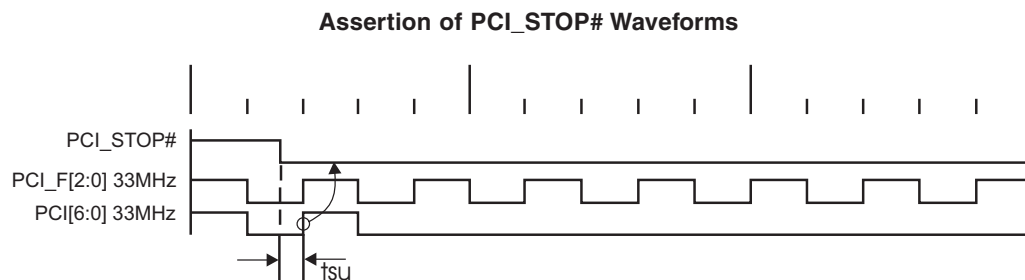 Assertion of PCI_STOP# Waveforms
PCI_STOP#
PCI_F[2:0] 33MHz
PCI[6:0] 33MHz
tsu